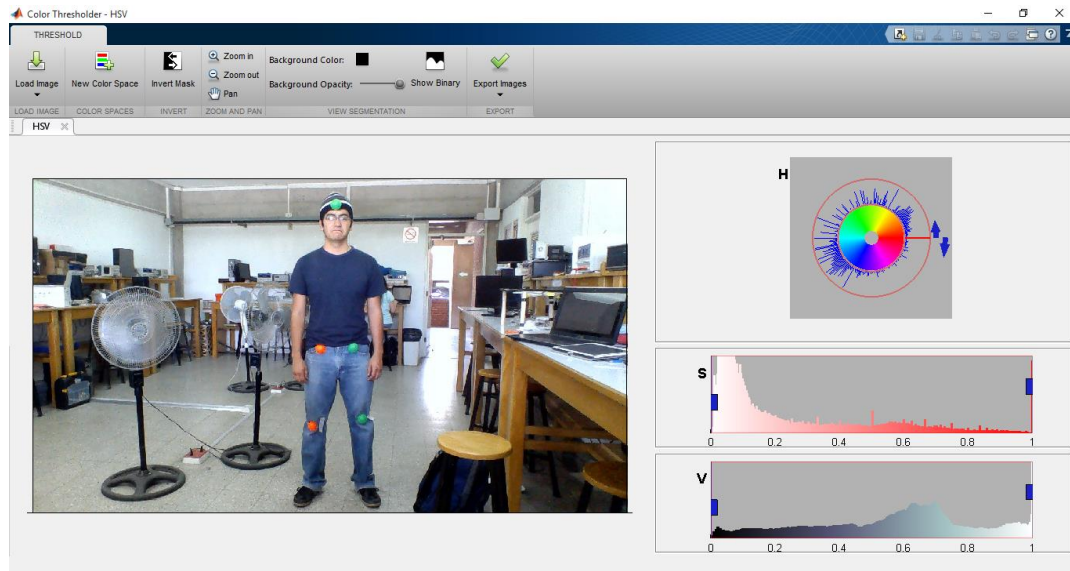 Color Thresholder - HSV
THRESHOLD
Load Image
New Color Space
Invert Mask
Zoom in
Zoom out
Pan
Background Color:
Background Opacity:
Show Binary
Export Images
LOAD IMAGE
COLOR SPACES
INVERT
ZOOM AND PAN
VIEW SEGMENTATION
EXPORT
HSV
H
S
0 0.2 0.4 0.6 0.8 1
V
0 0.2 0.4 0.6 0.8 1